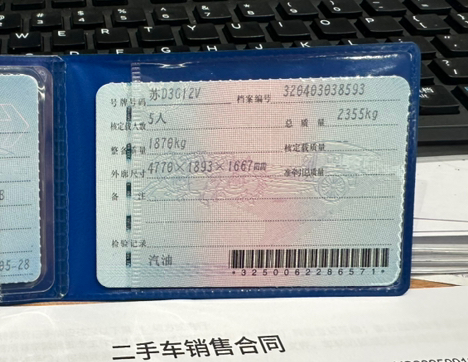 号牌号码 苏D3G12V 档案编号 320403038593
核定载人数 5人 总质量 2355kg
整备质量 1870kg 核定载质量
外廓尺寸 4770×1893×1667mm 准牵引总质量
备注
检验记录 汽油
*3250062286571*
05-28
二手车销售合同